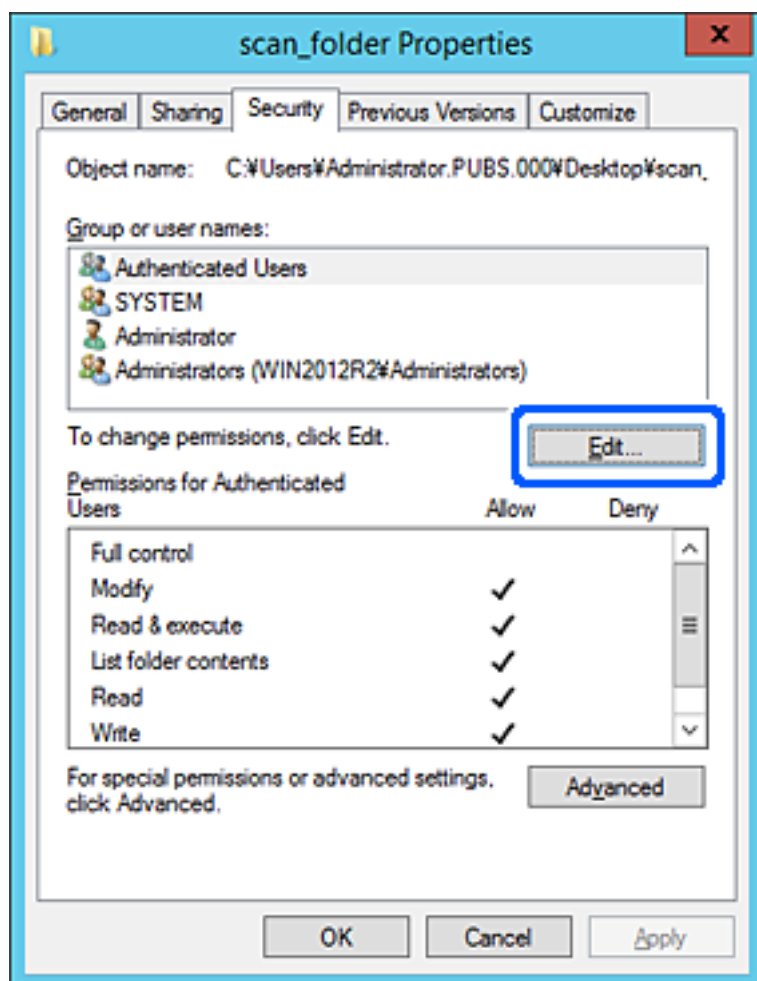 scan_folder Properties
x
General Sharing Security Previous Versions Customize
Object name: C:¥Users¥Administrator.PUBS.000¥Desktop¥scan_
Group or user names:
Authenticated Users
SYSTEM
Administrator
Administrators (WIN2012R2¥Administrators)
To change permissions, click Edit.
Edit...
Permissions for Authenticated
Users Allow Deny
Full control
Modify
Read & execute
List folder contents
Read
Write
For special permissions or advanced settings,
click Advanced.
Advanced
OK Cancel Apply